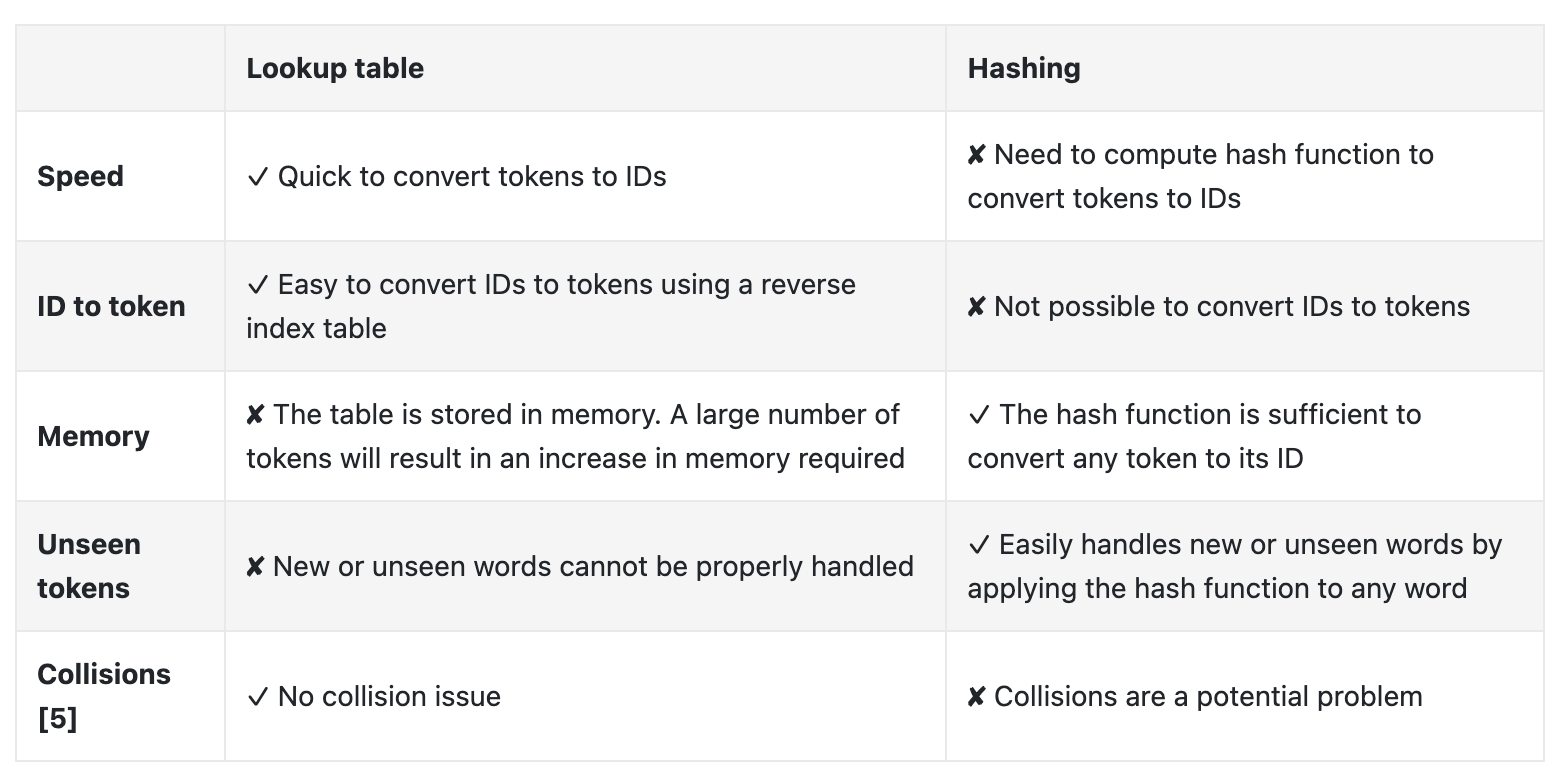 Lookup table
Hashing
Speed
✓ Quick to convert tokens to IDs
✘ Need to compute hash function to
convert tokens to IDs
ID to token
✓ Easy to convert IDs to tokens using a reverse
index table
✘ Not possible to convert IDs to tokens
Memory
✘ The table is stored in memory. A large number of
tokens will result in an increase in memory required
✓ The hash function is sufficient to
convert any token to its ID
Unseen
tokens
✘ New or unseen words cannot be properly handled
✓ Easily handles new or unseen words by
applying the hash function to any word
Collisions
[5]
✓ No collision issue
✘ Collisions are a potential problem